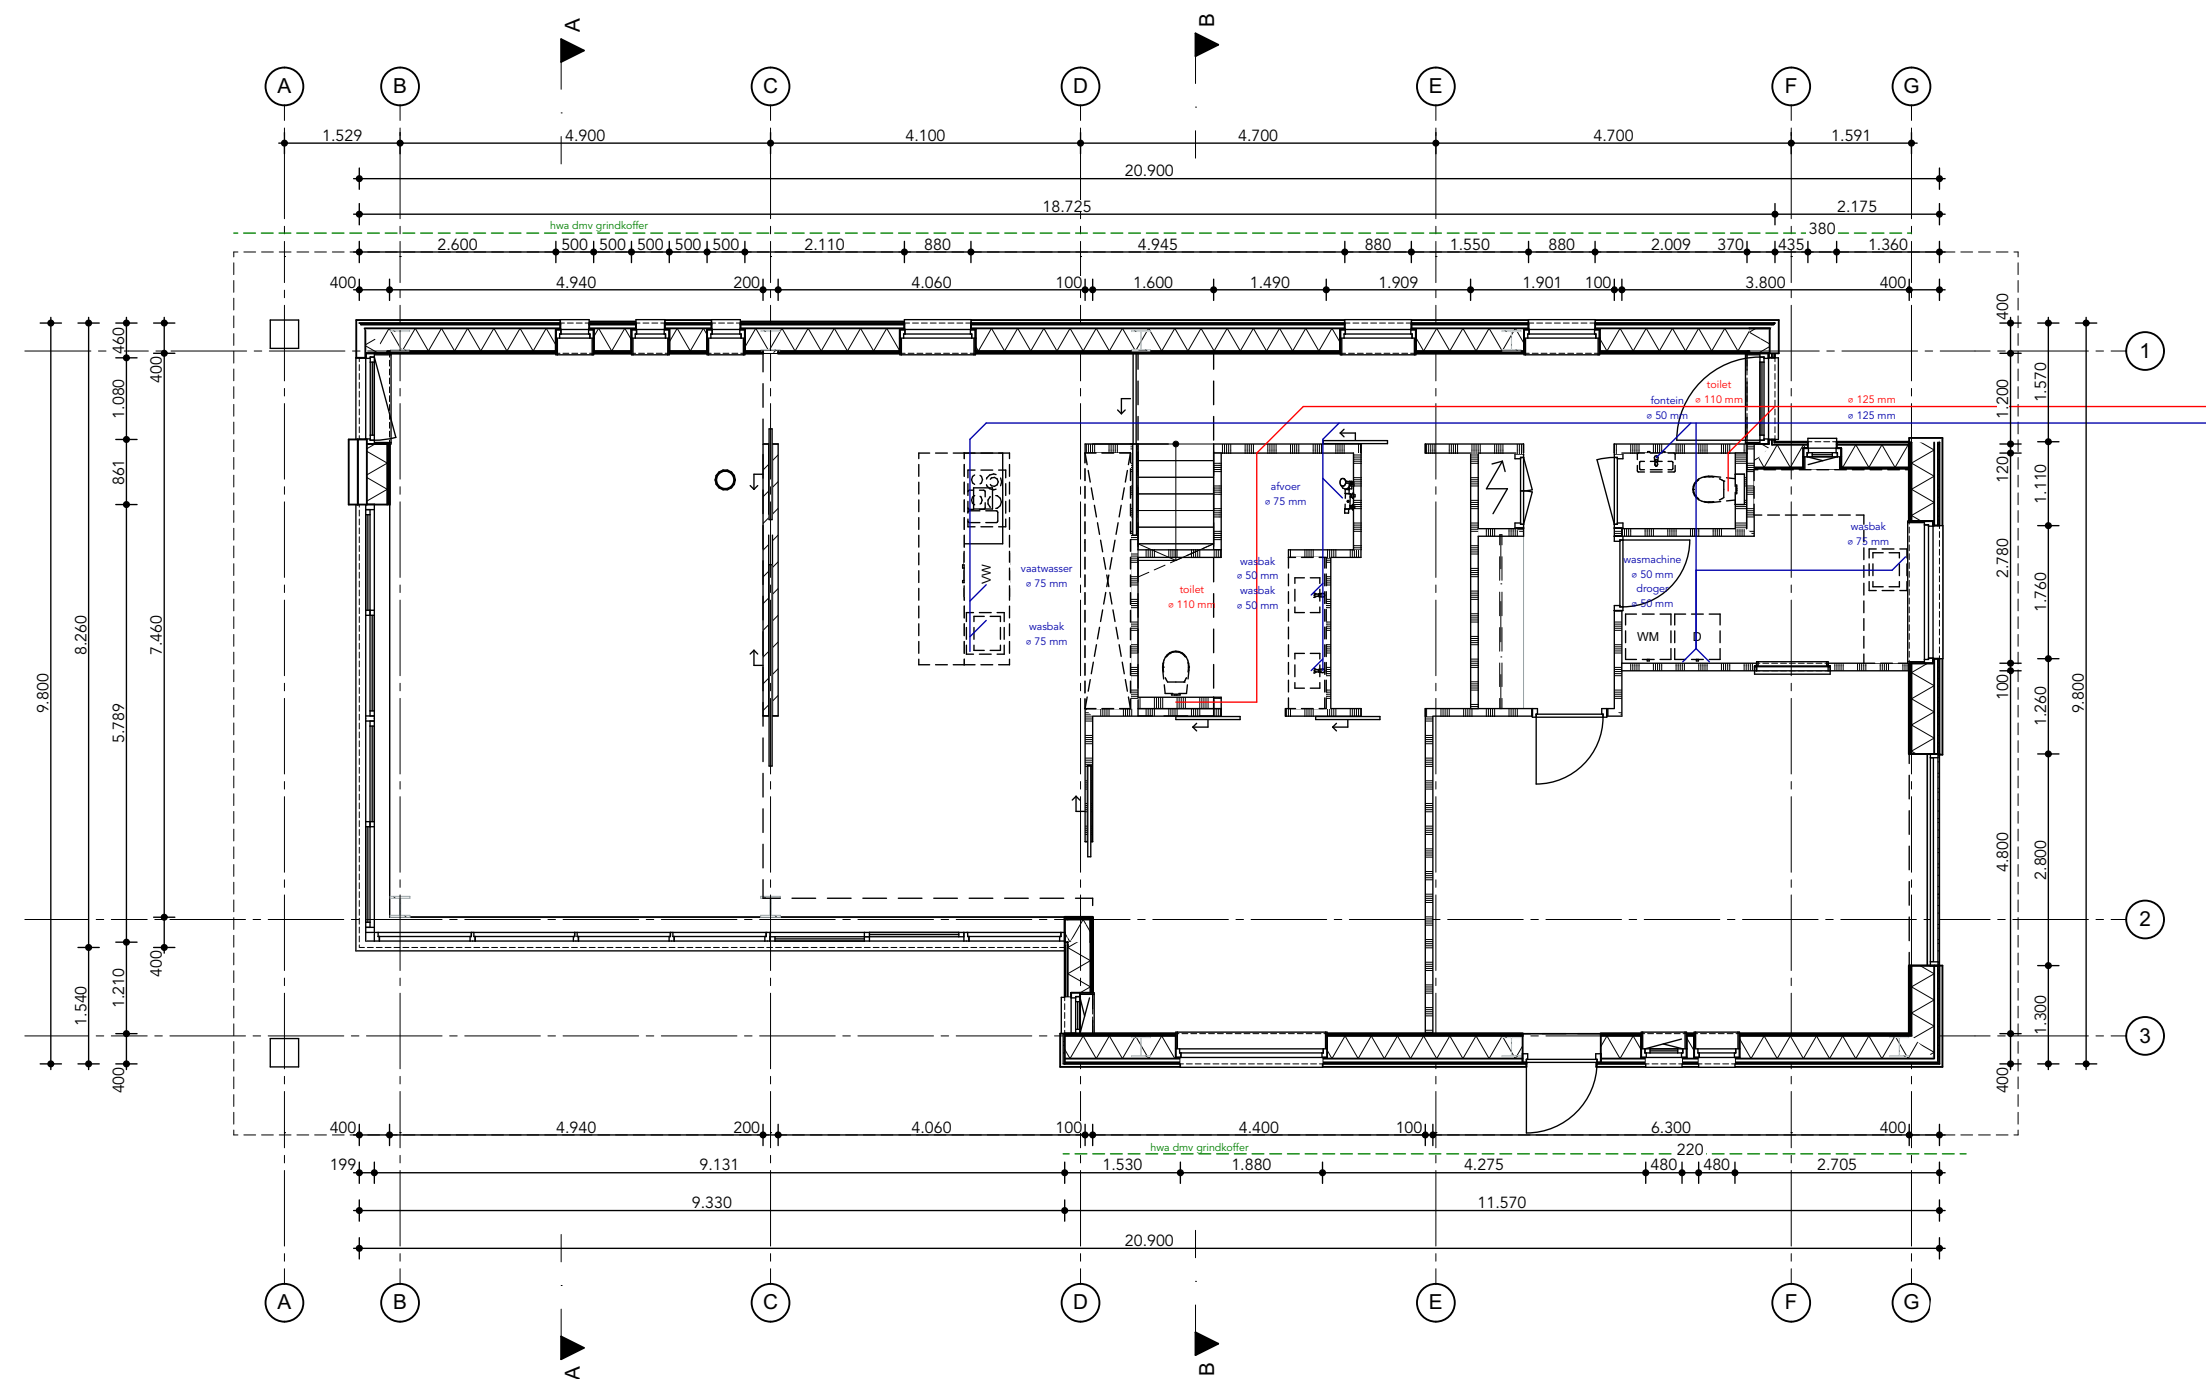 A B
A B C D E F G
1.529 4.900 4.100 4.700 4.700 1.591
20.900
18.725 2.175
hwa dmv grindkoffer 380
2.600 500 500 500 500 500 2.110 880 4.945 880 1.550 880 2.009 370 435 1.360
400 4.940 200 4.060 100 1.600 1.490 1.909 1.901 100 3.800 400
9.800
8.260 1.540
460 1.080 861 5.789 1.210 400
400 7.460 400
400 1.200 120 2.780 100 4.800 400
1.570 1.110 1.760 1.260 2.800 1.300
9.800
1
2
3
toilet
ø 110 mm
fontein
ø 50 mm
ø 125 mm
ø 125 mm
afvoer
ø 75 mm
wasbak
ø 75 mm
VW
vaatwasser
ø 75 mm
wasbak
ø 50 mm
wasbak
ø 50 mm
toilet
ø 110 mm
wasmachine
ø 50 mm
droger
ø 50 mm
wasbak
ø 75 mm
WM D
400 4.940 200 4.060 100 4.400 100 6.300 400
hwa dmv grindkoffer 220
199 9.131 1.530 1.880 4.275 480 480 2.705
9.330 11.570
20.900
A B C D E F G
A B